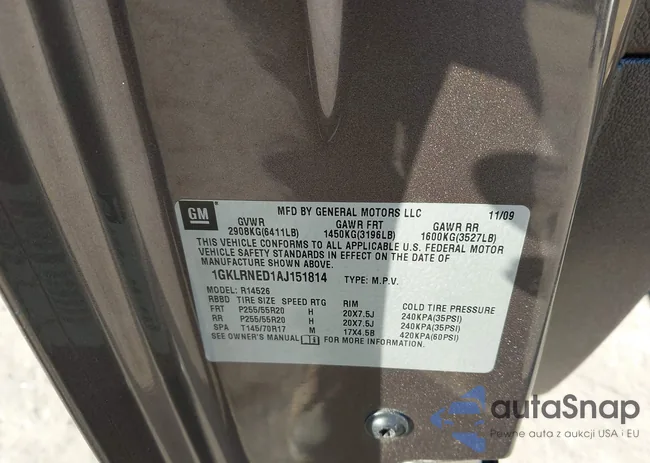 GM
MFD BY GENERAL MOTORS LLC 11/09
GVWR GAWR FRT GAWR RR
2908KG(6411LB) 1450KG(3196LB) 1600KG(3527LB)
THIS VEHICLE CONFORMS TO ALL APPLICABLE U.S. FEDERAL MOTOR
VEHICLE SAFETY STANDARDS IN EFFECT ON THE DATE OF
MANUFACTURE SHOWN ABOVE.
1GKLRNED1AJ151814 TYPE: M.P.V.
MODEL: R14526
RBBD TIRE SIZE SPEED RTG RIM COLD TIRE PRESSURE
FRT P255/55R20 H 20X7.5J 240KPA(35PSI)
RR P255/55R20 H 20X7.5J 240KPA(35PSI)
SPA T145/70R17 M 17X4.5B 420KPA(60PSI)
SEE OWNER'S MANUAL FOR MORE INFORMATION.
autaSnap
Pewne auta z aukcji USA i EU